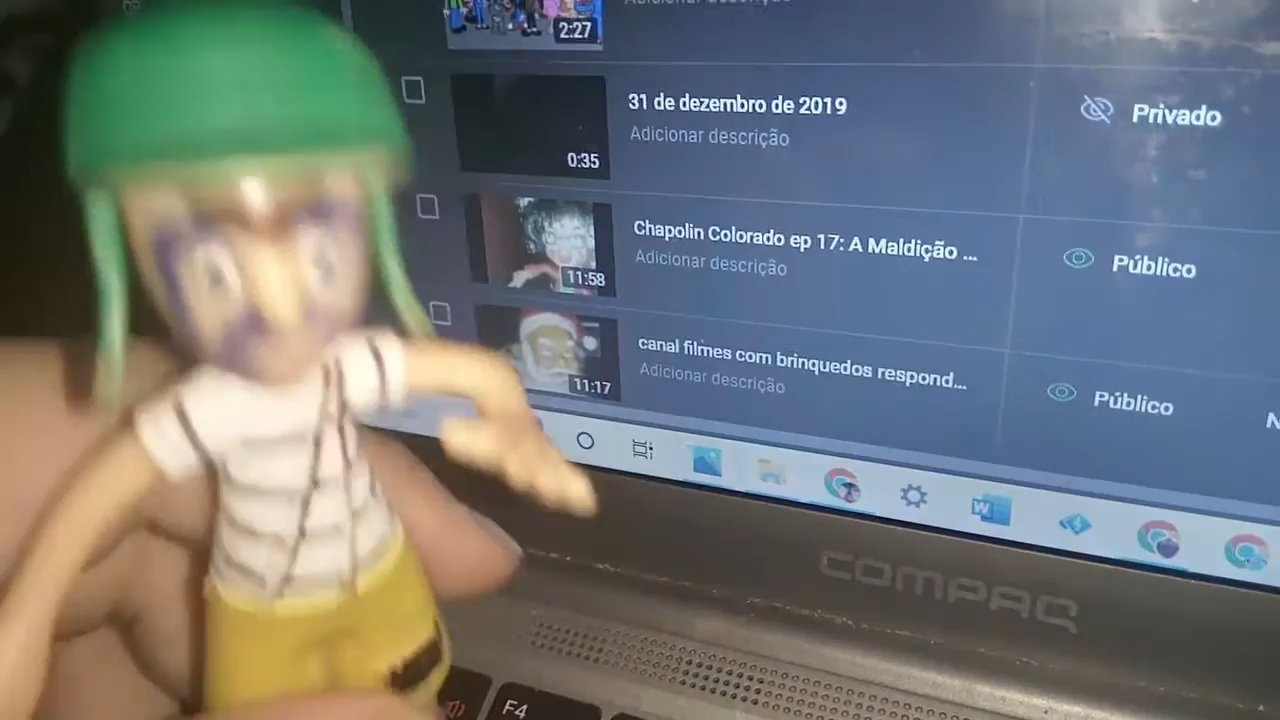 2:27
31 de dezembro de 2019
Adicionar descrição
0:35
Privado
Chapolin Colorado ep 17: A Maldição ...
Adicionar descrição
11:58
Público
canal filmes com brinquedos respond...
Adicionar descrição
11:17
Público
N
W
COMPAQ
F4